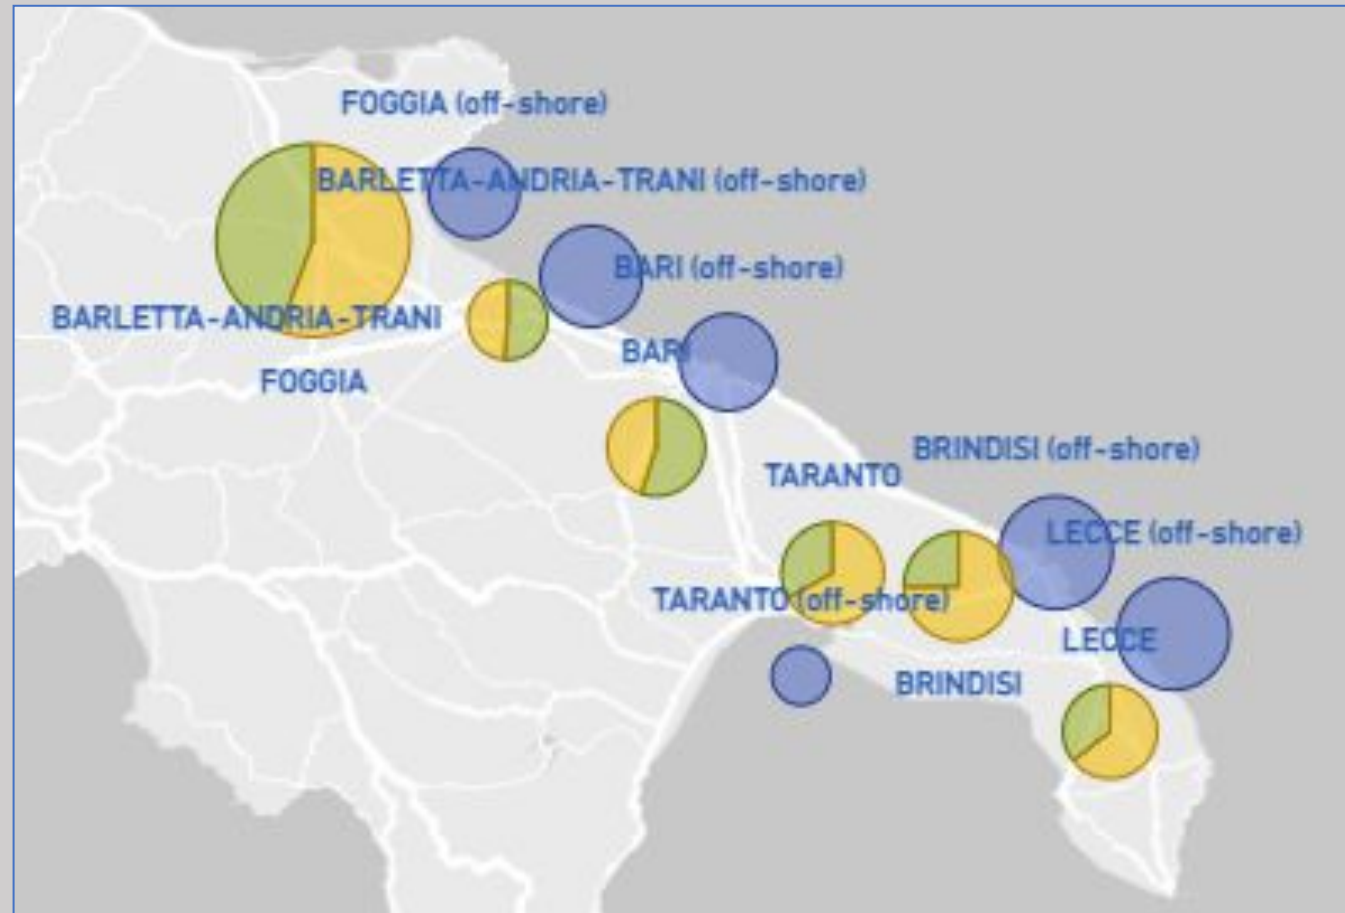 FOGGIA (off-shore)
BARLETTA-ANDRIA-TRANI (off-shore)
BARI (off-shore)
BARLETTA-ANDRIA-TRANI
BARI
FOGGIA
BRINDISI (off-shore)
TARANTO
LECCE (off-shore)
TARANTO (off-shore)
LECCE
BRINDISI